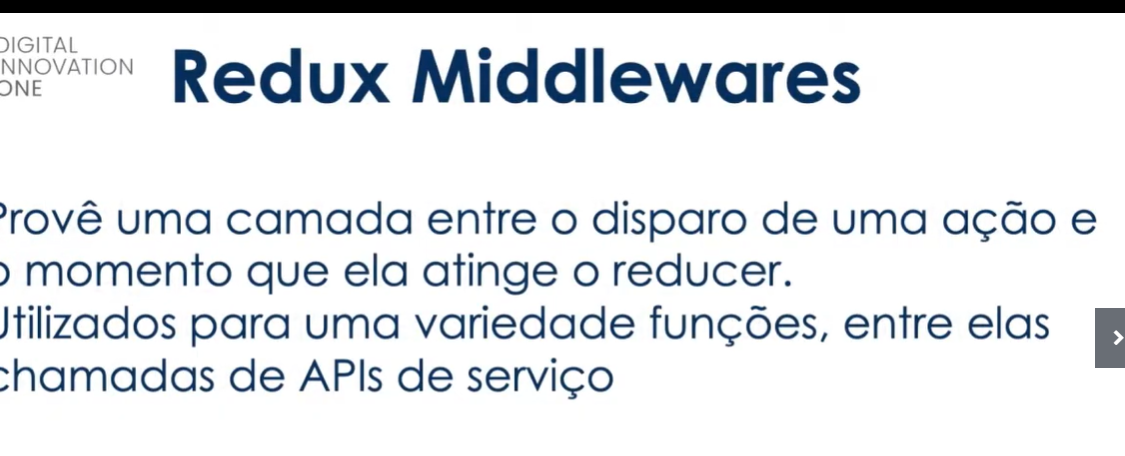 DIGITAL
INNOVATION
ONE
Redux Middlewares
Provê uma camada entre o disparo de uma ação e
o momento que ela atinge o reducer.
Utilizados para uma variedade funções, entre elas
chamadas de APIs de serviço